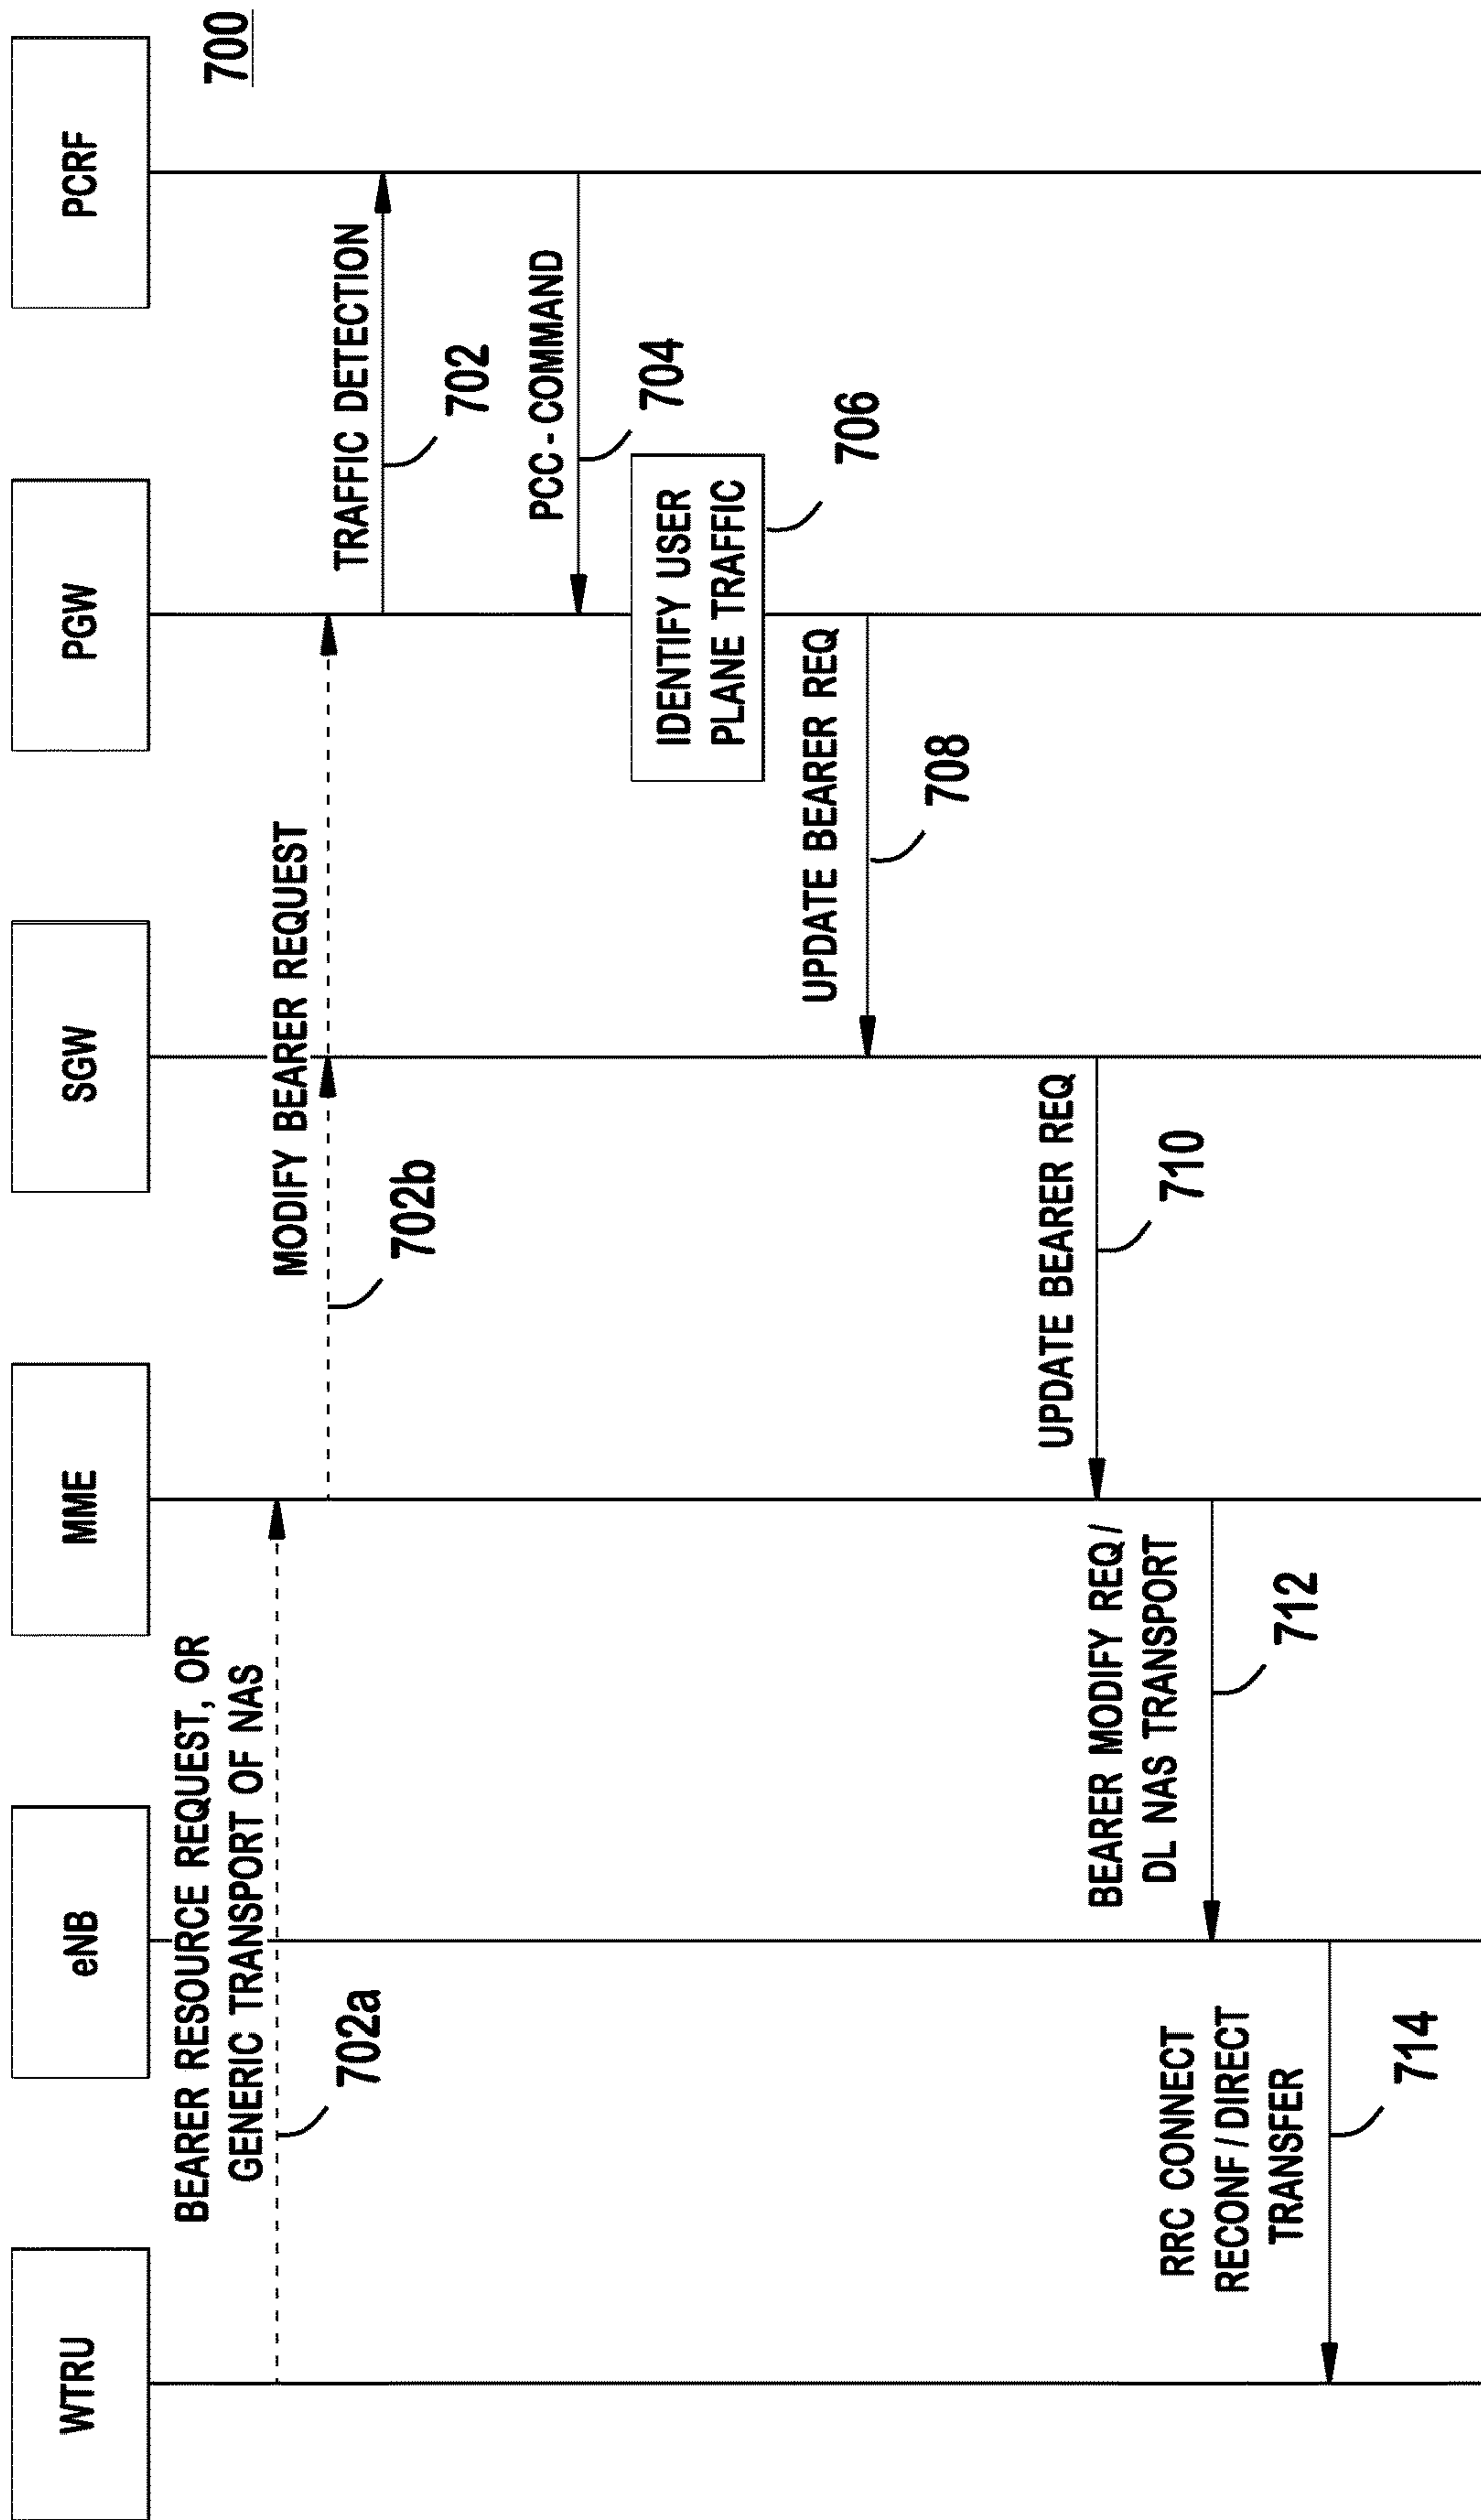 WTRU
eNB
MME
SGW
PGW
PCRF
700
BEARER RESOURCE REQUEST, OR
GENERIC TRANSPORT OF NAS
702a
MODIFY BEARER REQUEST
702b
TRAFFIC DETECTION
702
PCC - COMMAND
704
IDENTIFY USER
PLANE TRAFFIC
706
UPDATE BEARER REQ
708
UPDATE BEARER REQ
710
BEARER MODIFY REQ /
DL NAS TRANSPORT
712
RRC CONNECT
RECONF / DIRECT
TRANSFER
714